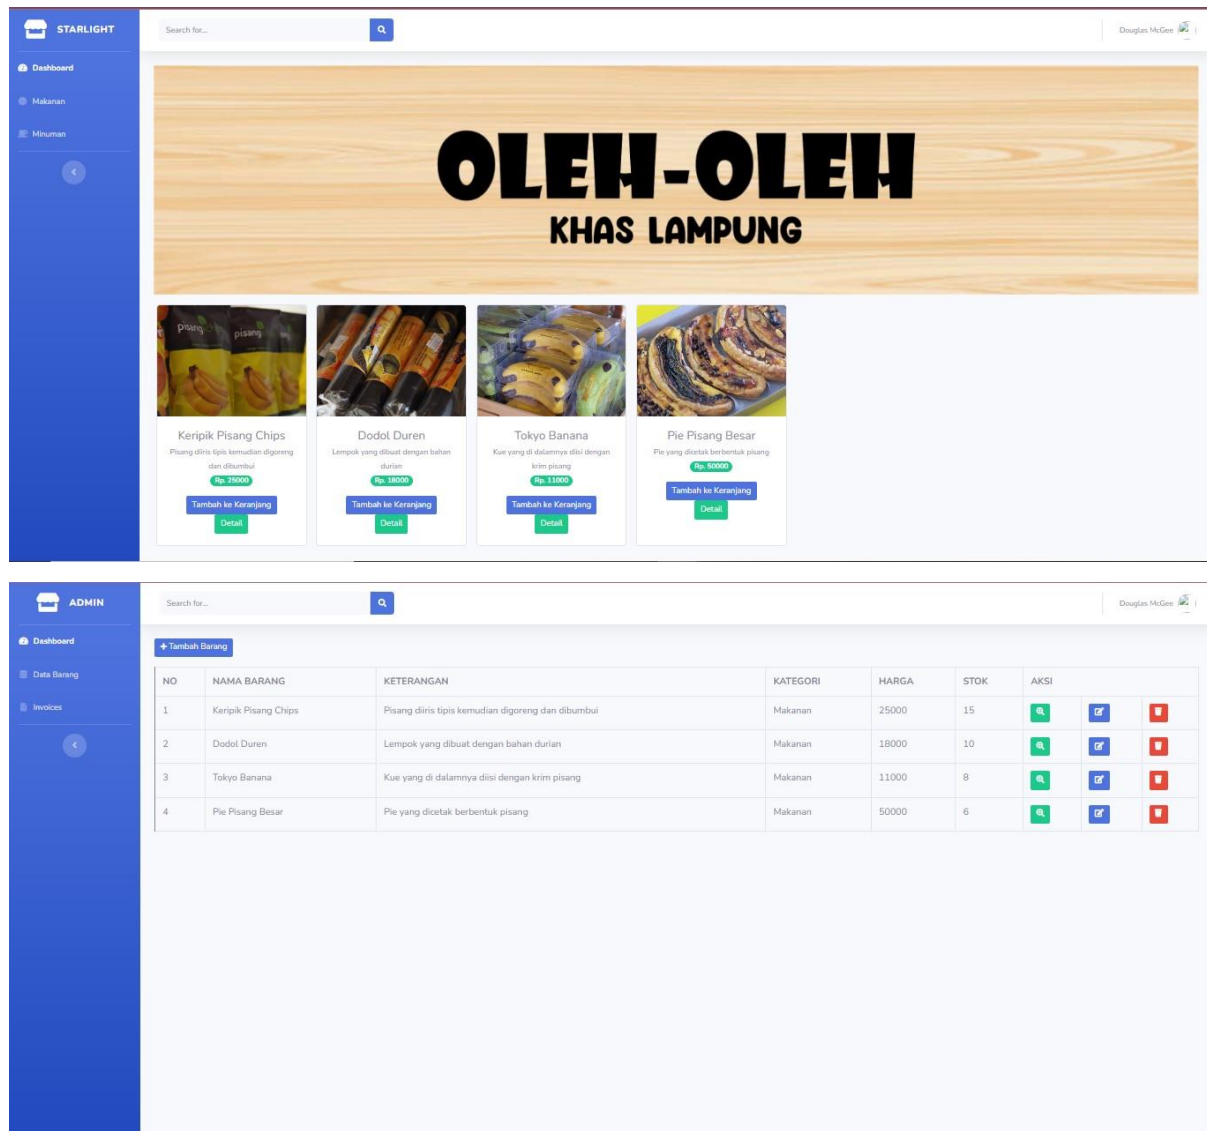 STARLIGHT
Search for...
Douglas McGee
Dashboard
Makanan
Minuman
OLEH-OLEH
KHAS LAMPUNG
pisang
pisang
Keripik Pisang Chips
Pisang diiris tipis kemudian digoreng
dan dibumbui
Rp. 25000
Tambah ke Keranjang
Detail
Dodol Duren
Lempok yang dibuat dengan bahan
durian
Rp. 18000
Tambah ke Keranjang
Detail
Tokyo Banana
Kue yang di dalamnya diisi dengan
krim pisang
Rp. 11000
Tambah ke Keranjang
Detail
Pie Pisang Besar
Pie yang dicetak berbentuk pisang
Rp. 50000
Tambah ke Keranjang
Detail
ADMIN
Search for...
Douglas McGee
Dashboard
Data Barang
Invoices
+ Tambah Barang
NO NAMA BARANG KETERANGAN KATEGORI HARGA STOK AKSI
1 Keripik Pisang Chips Pisang diiris tipis kemudian digoreng dan dibumbui Makanan 25000 15
2 Dodol Duren Lempok yang dibuat dengan bahan durian Makanan 18000 10
3 Tokyo Banana Kue yang di dalamnya diisi dengan krim pisang Makanan 11000 8
4 Pie Pisang Besar Pie yang dicetak berbentuk pisang Makanan 50000 6